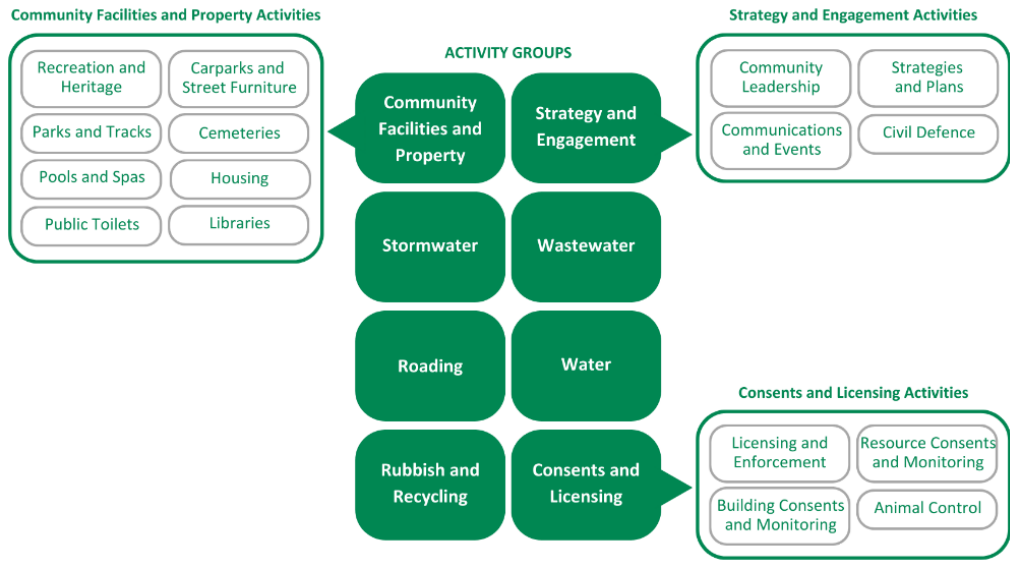 Community Facilities and Property Activities
Recreation and
Heritage
Carparks and
Street Furniture
Parks and Tracks
Cemeteries
Pools and Spas
Housing
Public Toilets
Libraries
ACTIVITY GROUPS
Community
Facilities and
Property
Strategy and
Engagement
Stormwater
Wastewater
Roading
Water
Rubbish and
Recycling
Consents and
Licensing
Strategy and Engagement Activities
Community
Leadership
Strategies
and Plans
Communications
and Events
Civil Defence
Consents and Licensing Activities
Licensing and
Enforcement
Resource Consents
and Monitoring
Building Consents
and Monitoring
Animal Control